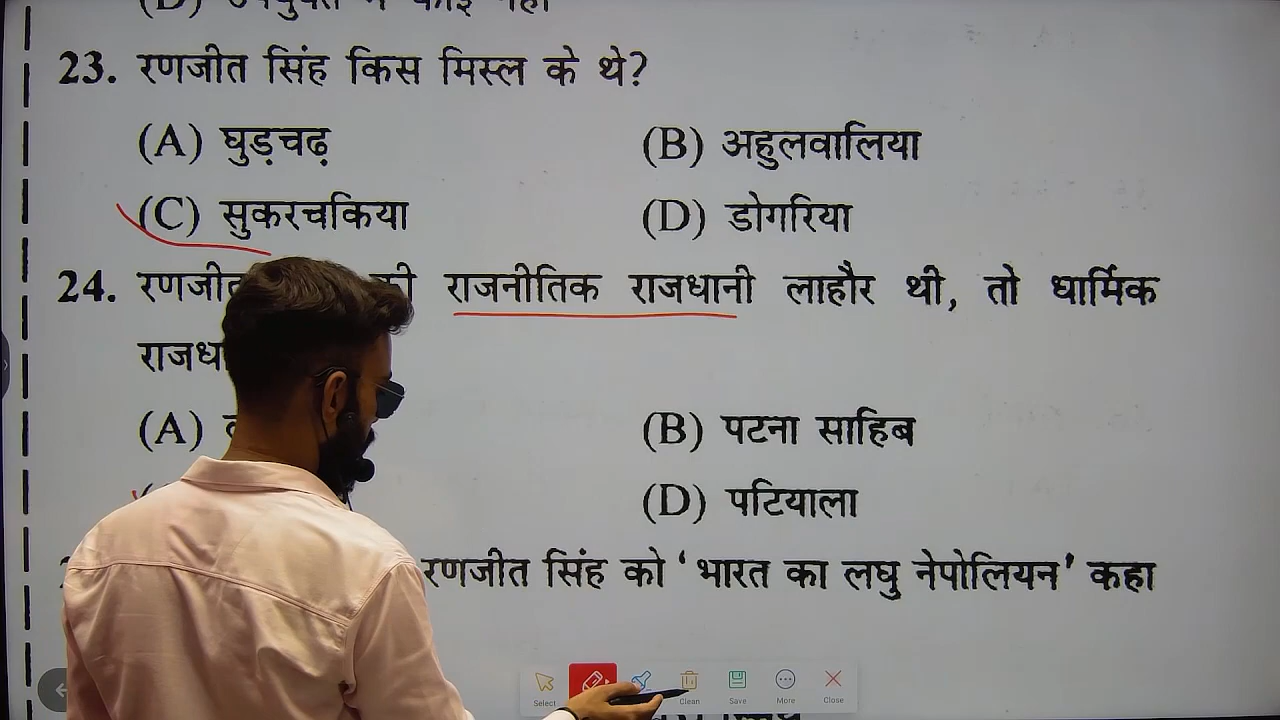 23. रणजीत सिंह किस मिस्ल के थे?
(A) घुड़चढ़ (B) अहुलवालिया
(C) सुकरचकिया (D) डोगरिया
24. रणजीत की राजनीतिक राजधानी लाहौर थी, तो धार्मिक
(A) (B) पटना साहिब
(D) पटियाला
रणजीत सिंह को ‘भारत का लघु नेपोलियन’ कहा
Select Clean Save More Close